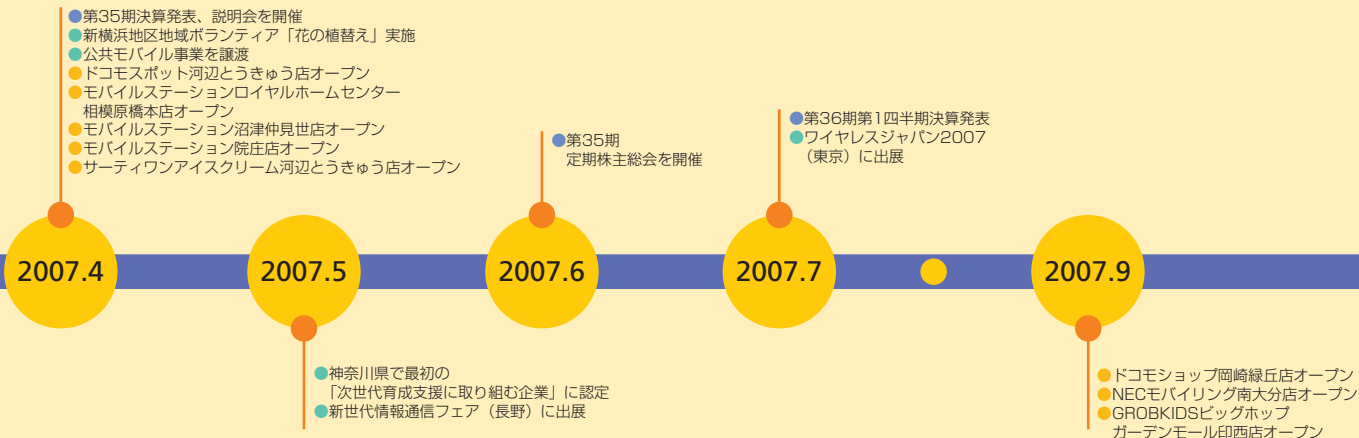 ●第35期決算発表、説明会を開催
●新横浜地区地域ボランティア「花の植替え」実施
●公共モバイル事業を譲渡
●ドコモスポット河辺とうきゅう店オープン
●モバイルステーションロイヤルホームセンター
相模原橋本店オープン
●モバイルステーション沼津仲見世店オープン
●モバイルステーション院庄店オープン
●サーティワンアイスクリーム河辺とうきゅう店オープン
●第35期
定期株主総会を開催
●第36期第1四半期決算発表
●ワイヤレスジャパン2007
（東京）に出展
2007.4
2007.5
2007.6
2007.7
2007.9
●神奈川県で最初の
「次世代育成支援に取り組む企業」に認定
●新世代情報通信フェア（長野）に出展
●ドコモショップ岡崎緑丘店オープン
●NECモバイリング南大分店オープン
●GROBKIDSビッグホップ
ガーデンモール印西店オープン